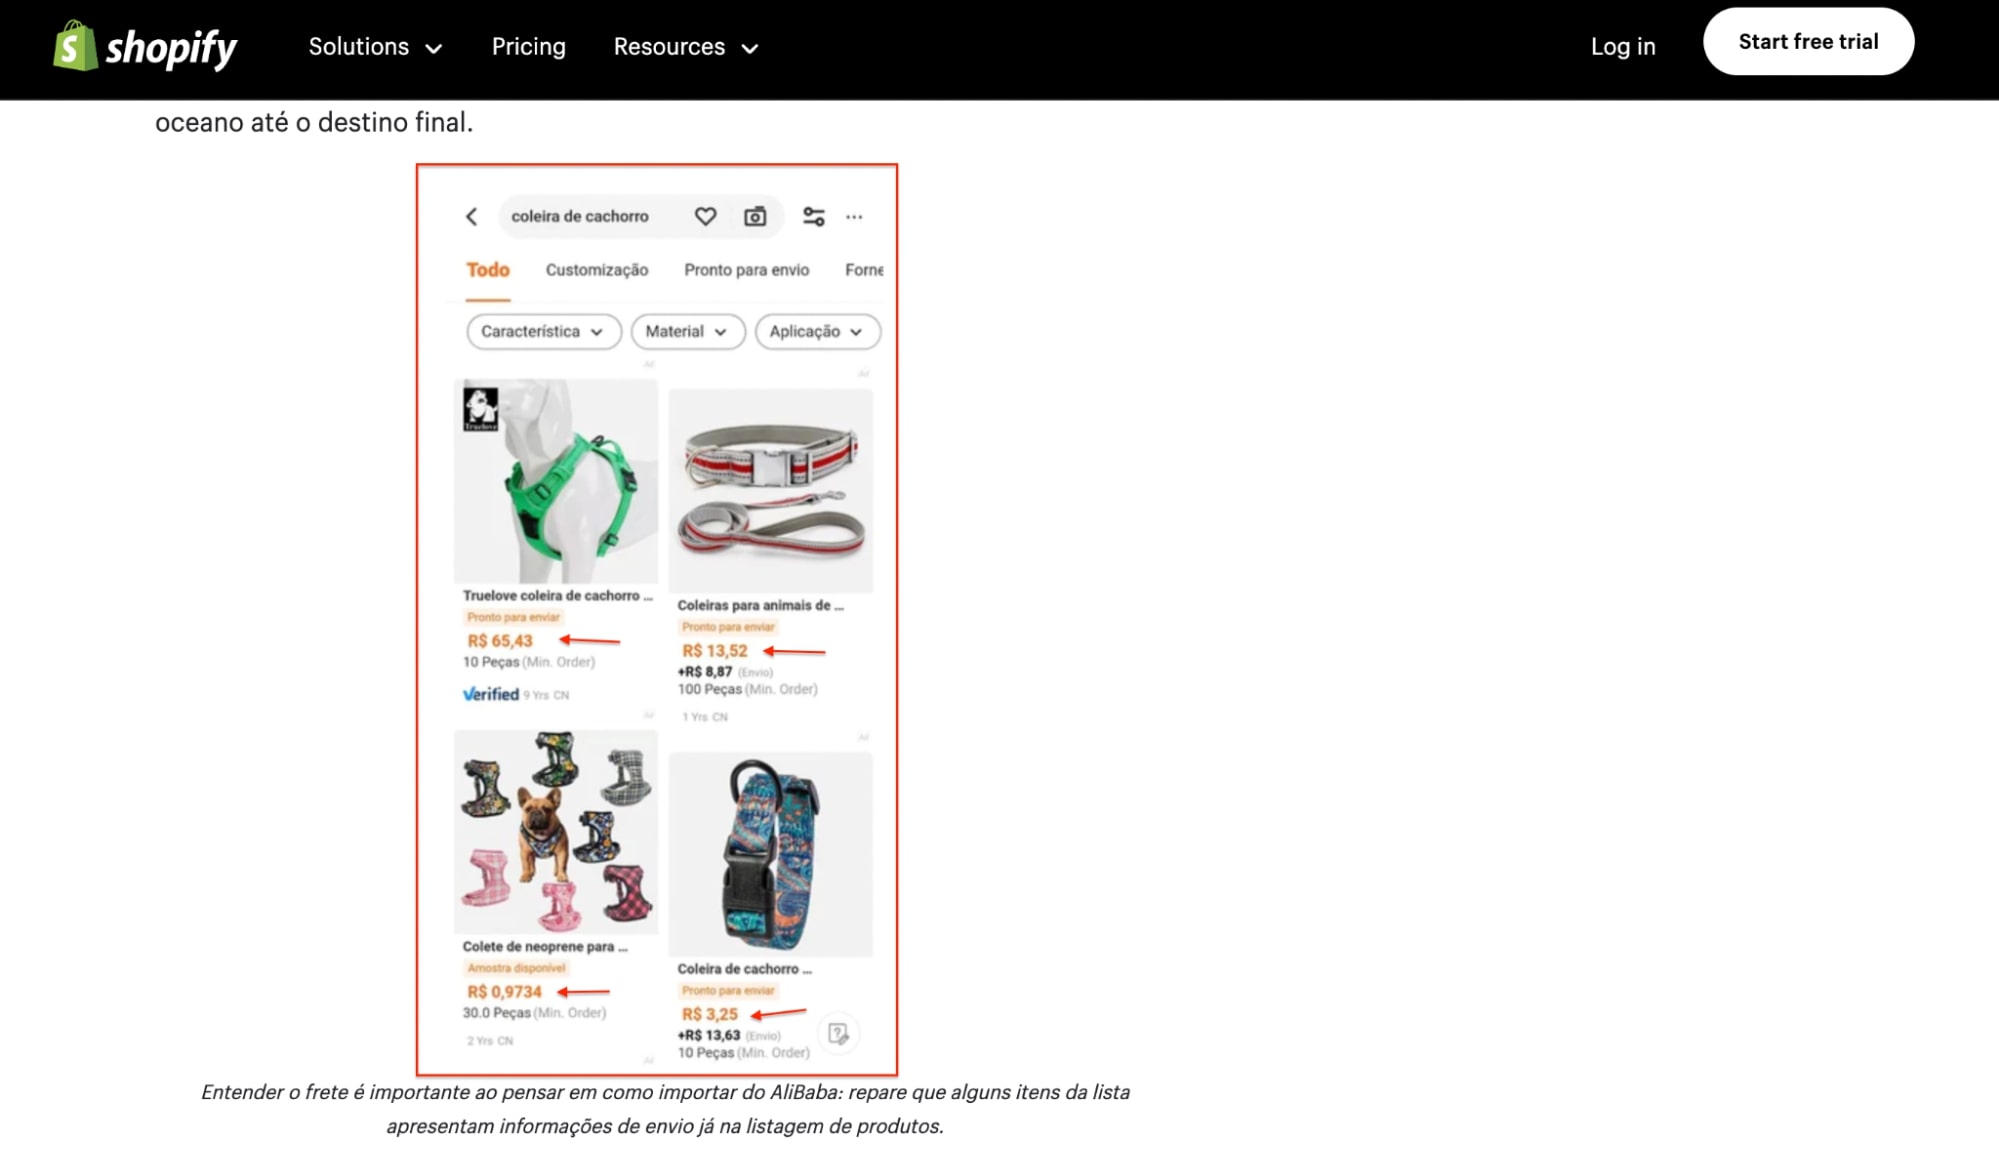 shopify
Solutions
Pricing
Resources
Log in
Start free trial
oceano até o destino final.
coleira de cachorro
Todo
Customização
Pronto para envio
Forne
Característica
Material
Aplicação
Ad
Ad
Truelove
Truelove coleira de cachorro ...
Pronto para enviar
R$ 65,43
10 Peças (Min. Order)
Verified 9 Yrs CN
Coleiras para animais de ...
Pronto para enviar
R$ 13,52
+R$ 8,87 (Envio)
100 Peças (Min. Order)
1 Yrs CN
Ad
Ad
Colete de neoprene para ...
Amostra disponível
R$ 0,9734
30.0 Peças (Min. Order)
2 Yrs CN
Ad
Coleira de cachorro ...
Pronto para enviar
R$ 3,25
+R$ 13,63 (Envio)
10 Peças (Min. Order)
Entender o frete é importante ao pensar em como importar do AliBaba: repare que alguns itens da lista
apresentam informações de envio já na listagem de produtos.